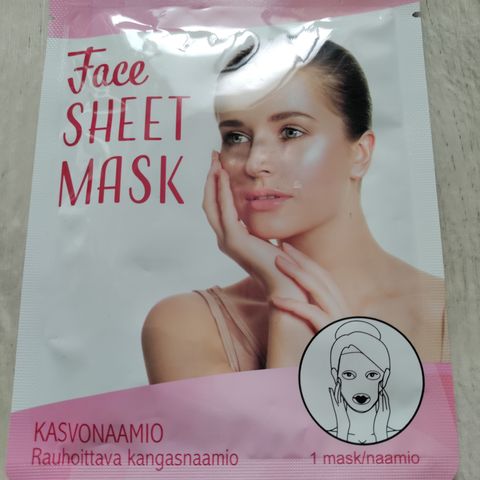 Face
SHEET
MASK
KASVONAAMIO
Rauhoittava kangasnaamio
1 mask/naamio